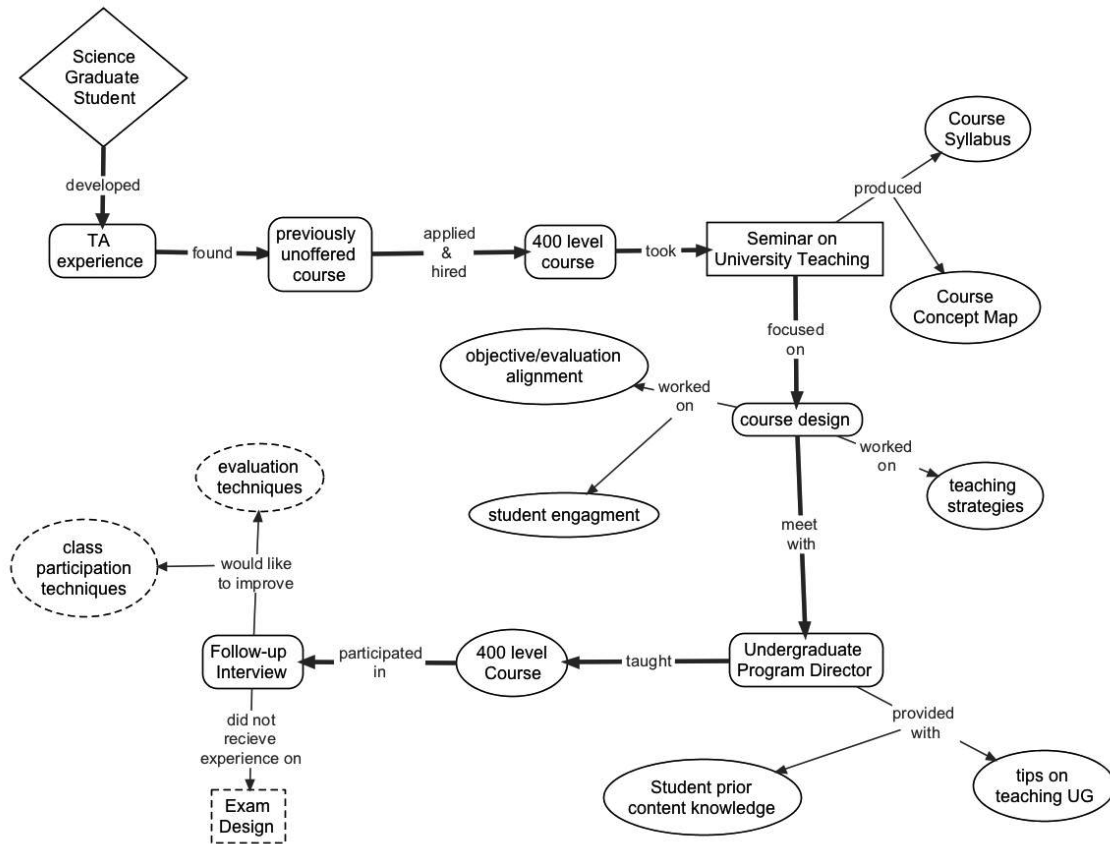 Science
Graduate
Student
developed
TA
experience
found
previously
unoffered
course
applied
&
hired
400 level
course
took
Seminar on
University Teaching
produced
Course
Syllabus
Course
Concept Map
focused
on
course design
worked
on
objective/evaluation
alignment
student engagment
worked
on
teaching
strategies
meet
with
Undergraduate
Program Director
provided
with
Student prior
content knowledge
tips on
teaching UG
taught
400 level
Course
participated
in
Follow-up
Interview
would like
to improve
evaluation
techniques
class
participation
techniques
did not
recieve
experience on
Exam
Design